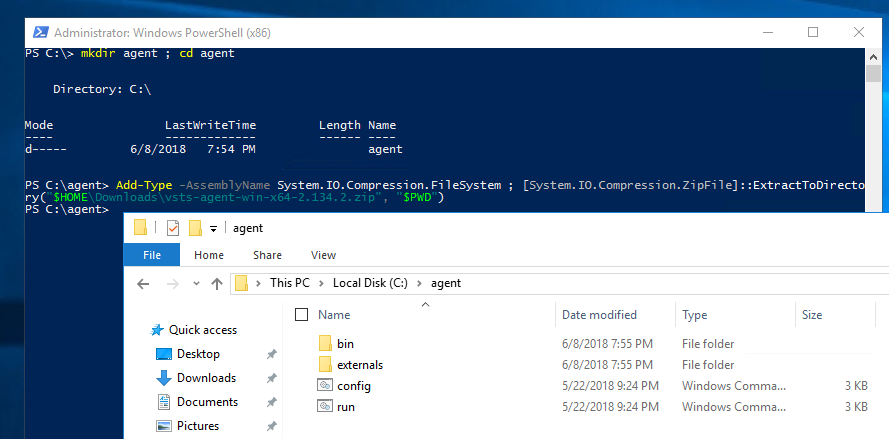 Administrator: Windows PowerShell (x86)
PS C:\> mkdir agent ; cd agent
Directory: C:\
Mode LastWriteTime Length Name
---- ------------- ------ ----
d----- 6/8/2018 7:54 PM agent
PS C:\agent> Add-Type -AssemblyName System.IO.Compression.FileSystem ; [System.IO.Compression.ZipFile]::ExtractToDirecto
ry("$HOME\Downloads\vsts-agent-win-x64-2.134.2.zip", "$PWD")
PS C:\agent>
agent
File Home Share View
This PC > Local Disk (C:) > agent
Name Date modified Type Size
Quick access
Desktop
Downloads
Documents
Pictures
bin 6/8/2018 7:55 PM File folder
externals 6/8/2018 7:55 PM File folder
config 5/22/2018 9:24 PM Windows Comma... 3 KB
run 5/22/2018 9:24 PM Windows Comma... 3 KB